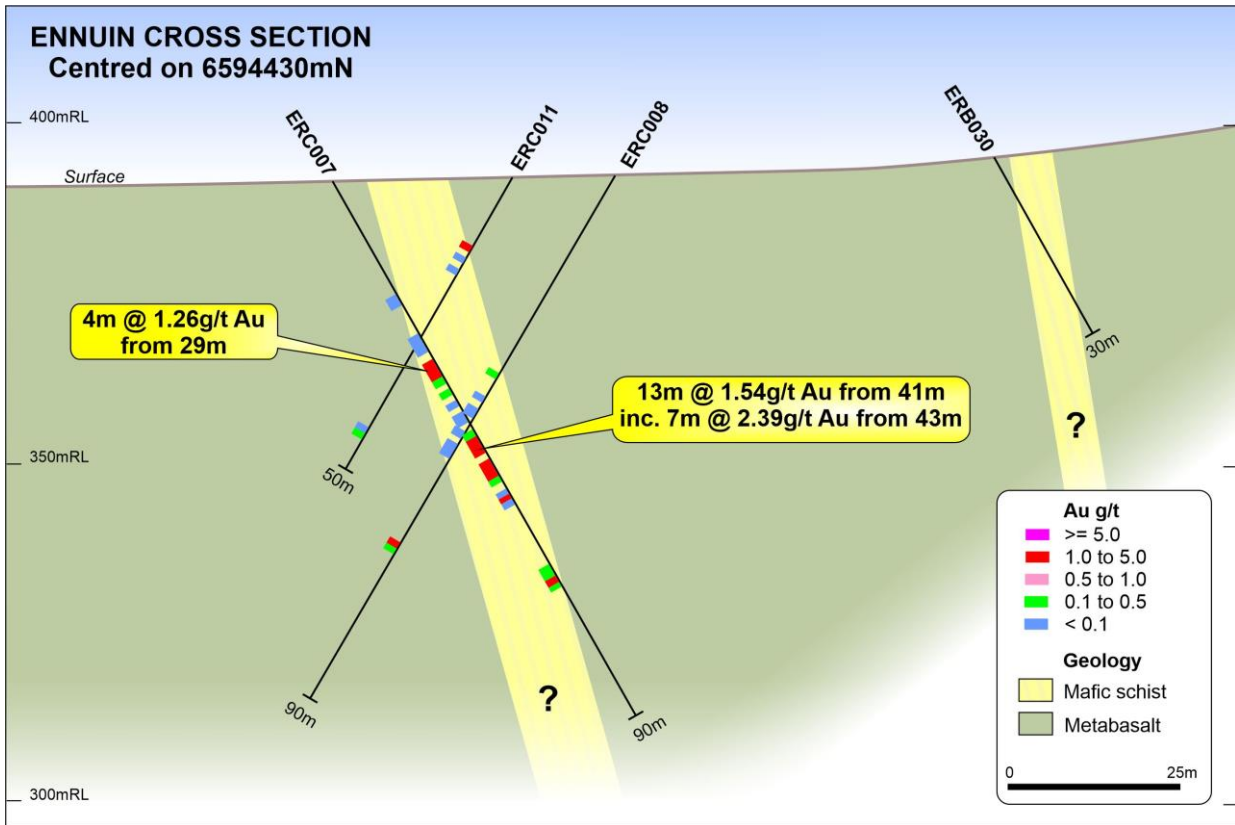 ENNUIN CROSS SECTION
Centred on 6594430mN
400mRL
ERC007
ERC011
ERC008
ERB030
Surface
4m @ 1.26g/t Au
from 29m
13m @ 1.54g/t Au from 41m
inc. 7m @ 2.39g/t Au from 43m
30m
?
350mRL
50m
90m
?
90m
300mRL
Au g/t
>= 5.0
1.0 to 5.0
0.5 to 1.0
0.1 to 0.5
< 0.1
Geology
Mafic schist
Metabasalt
0 25m